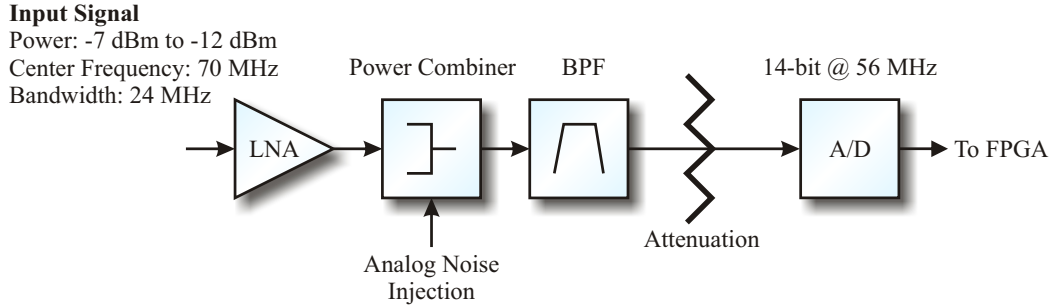 Input Signal
Power: -7 dBm to -12 dBm
Center Frequency: 70 MHz
Bandwidth: 24 MHz
Power Combiner
BPF
14-bit @ 56 MHz
LNA
A/D
To FPGA
Attenuation
Analog Noise
Injection